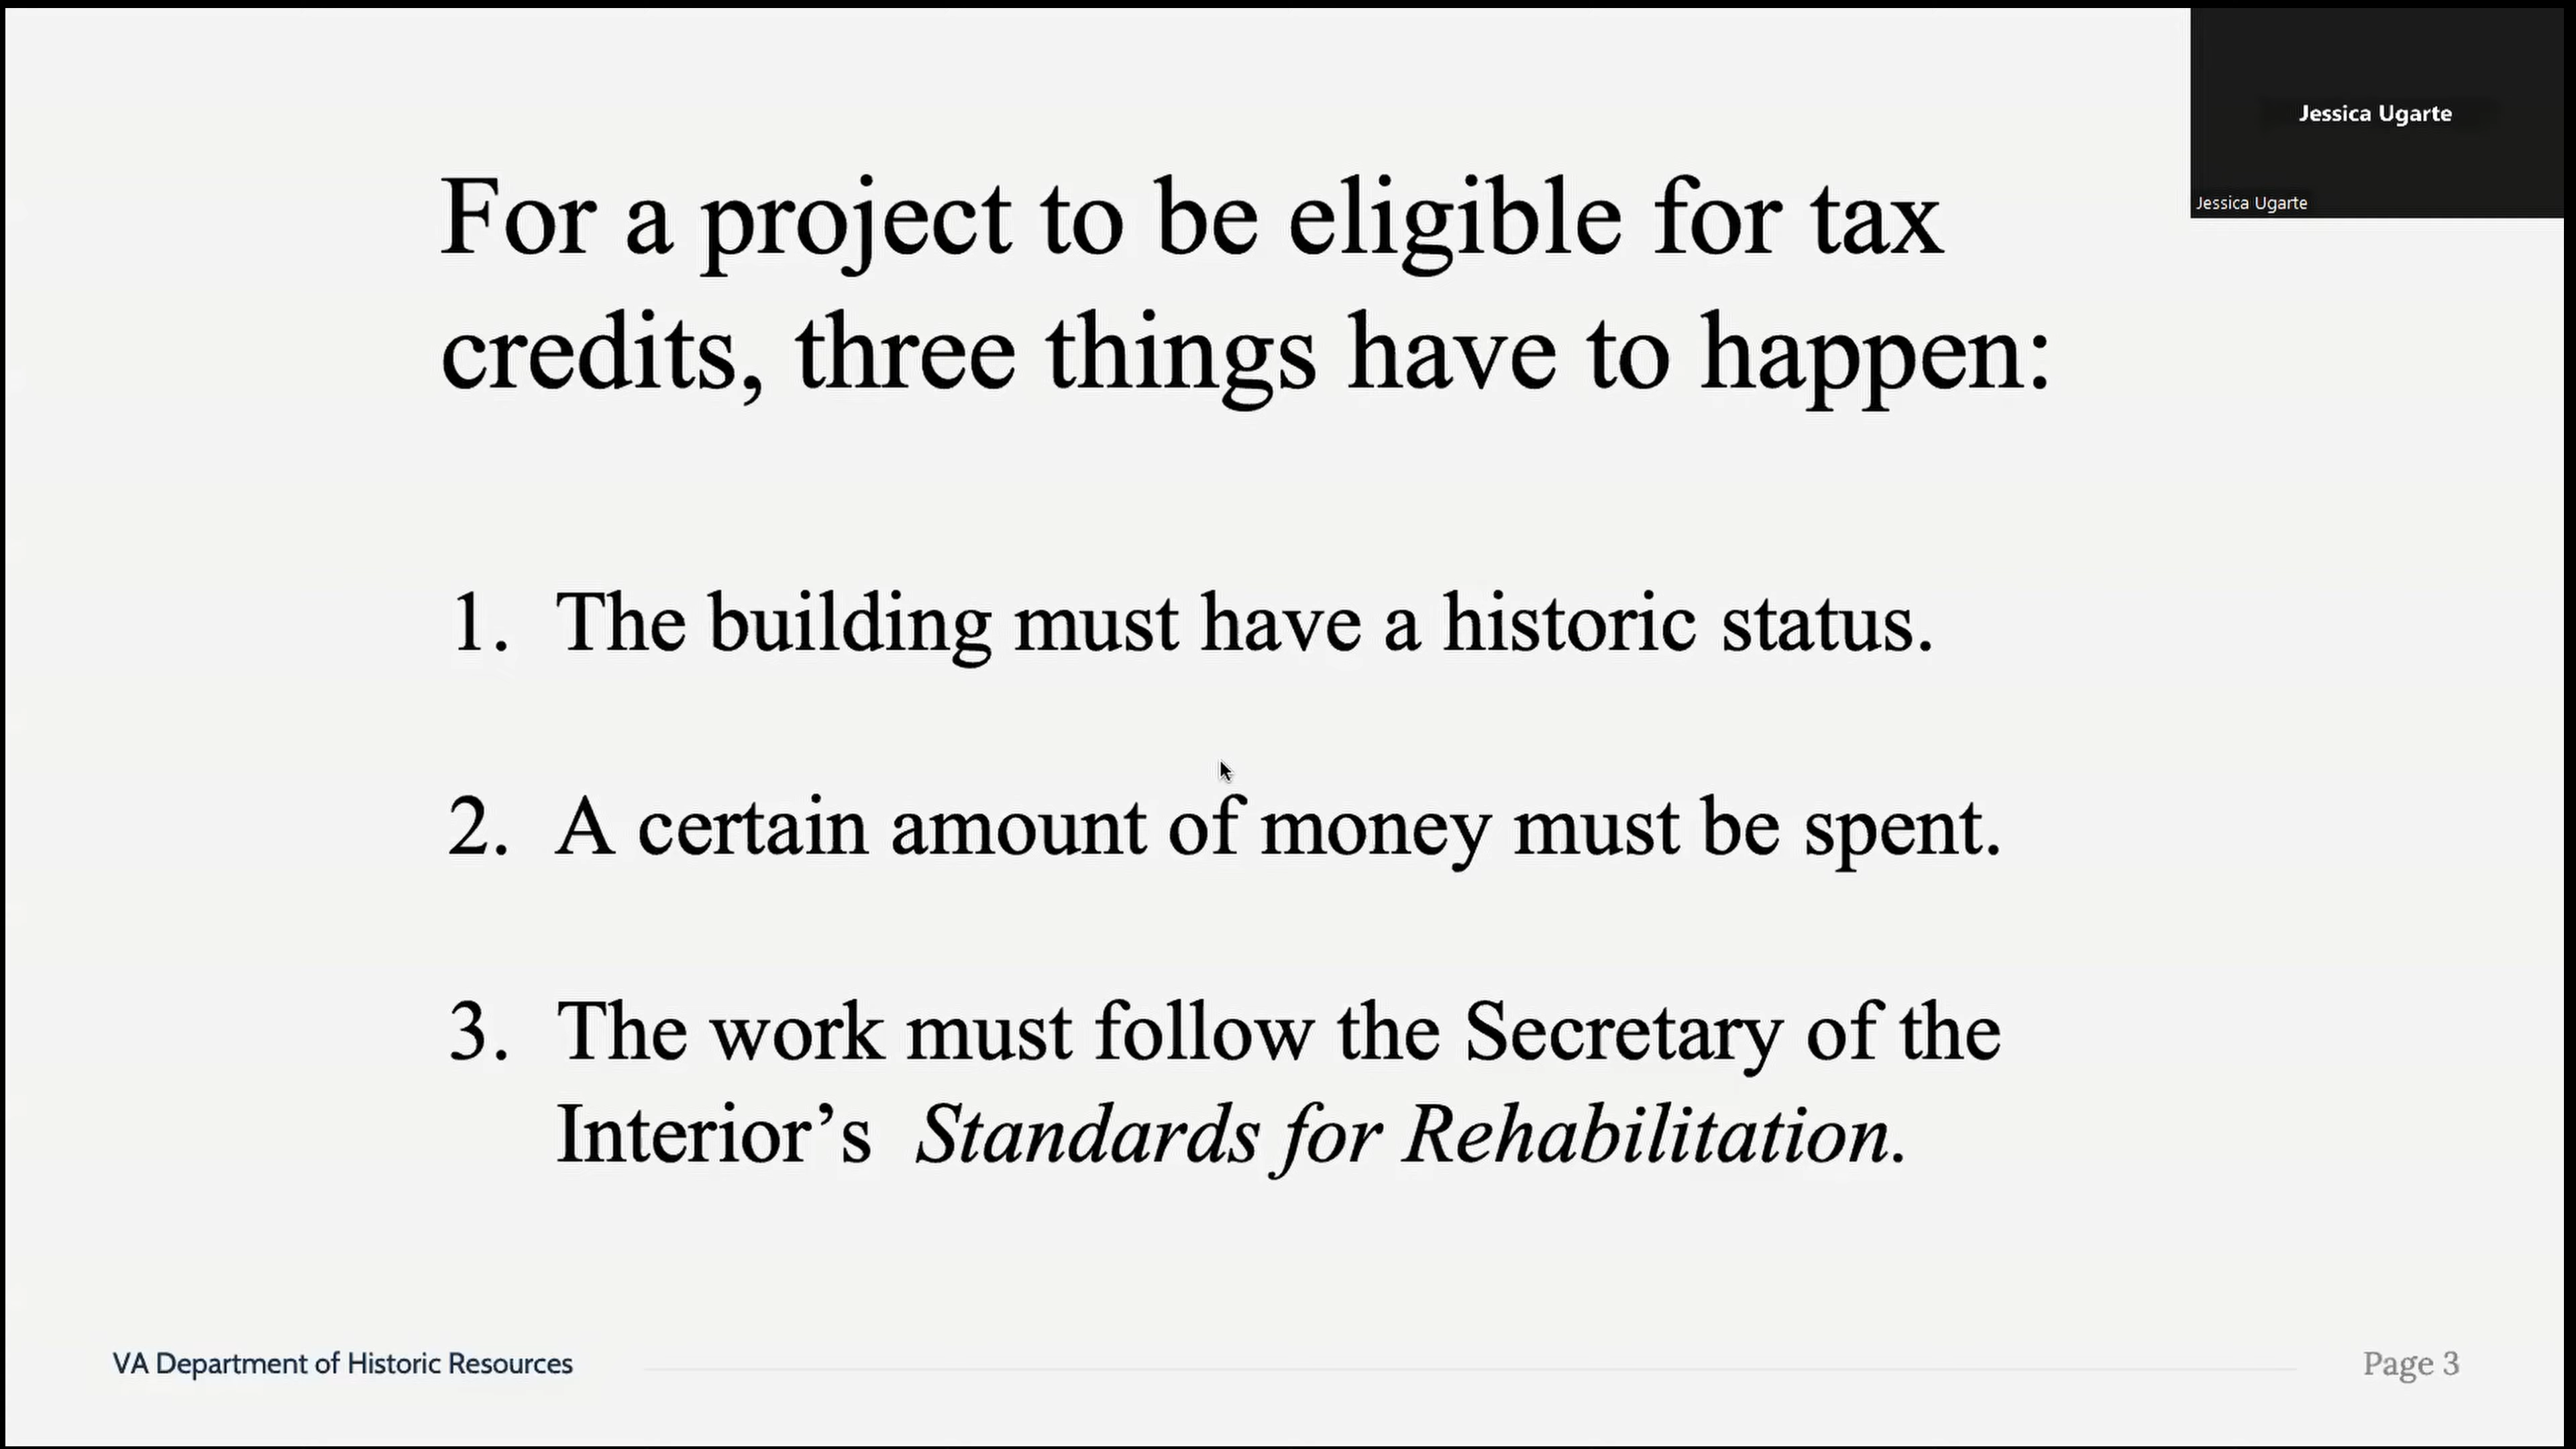 Jessica Ugarte
Jessica Ugarte
For a project to be eligible for tax
credits, three things have to happen:
1. The building must have a historic status.
2. A certain amount of money must be spent.
3. The work must follow the Secretary of the
Interior’s Standards for Rehabilitation.
VA Department of Historic Resources
Page 3